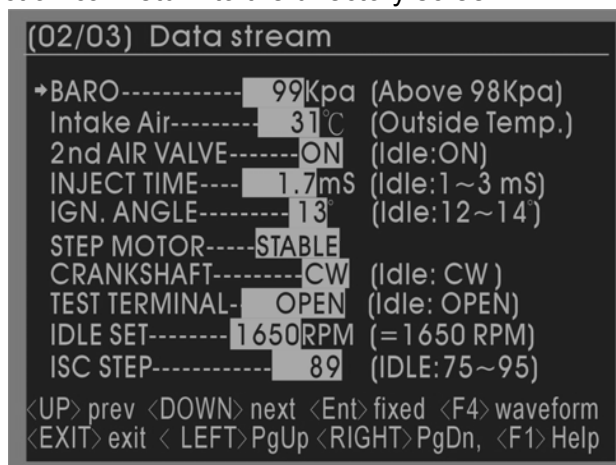 (02/03) Data stream
➡BARO------------ 99Kpa (Above 98Kpa)
Intake Air-------- 31℃ (Outside Temp.)
2nd AIR VALVE-------ON (Idle:ON)
INJECT TIME---- 1.7mS (Idle:1~3 mS)
IGN. ANGLE--------- 13° (Idle:12~14°)
STEP MOTOR-----STABLE
CRANKSHAFT---------CW (Idle: CW )
TEST TERMINAL- OPEN (Idle: OPEN)
IDLE SET-------- 1650RPM (=1650 RPM)
ISC STEP------------ 89 (IDLE:75~95)
<UP> prev <DOWN> next <Ent> fixed <F4> waveform
<EXIT> exit < LEFT> PgUp <RIGHT> PgDn, <F1> Help